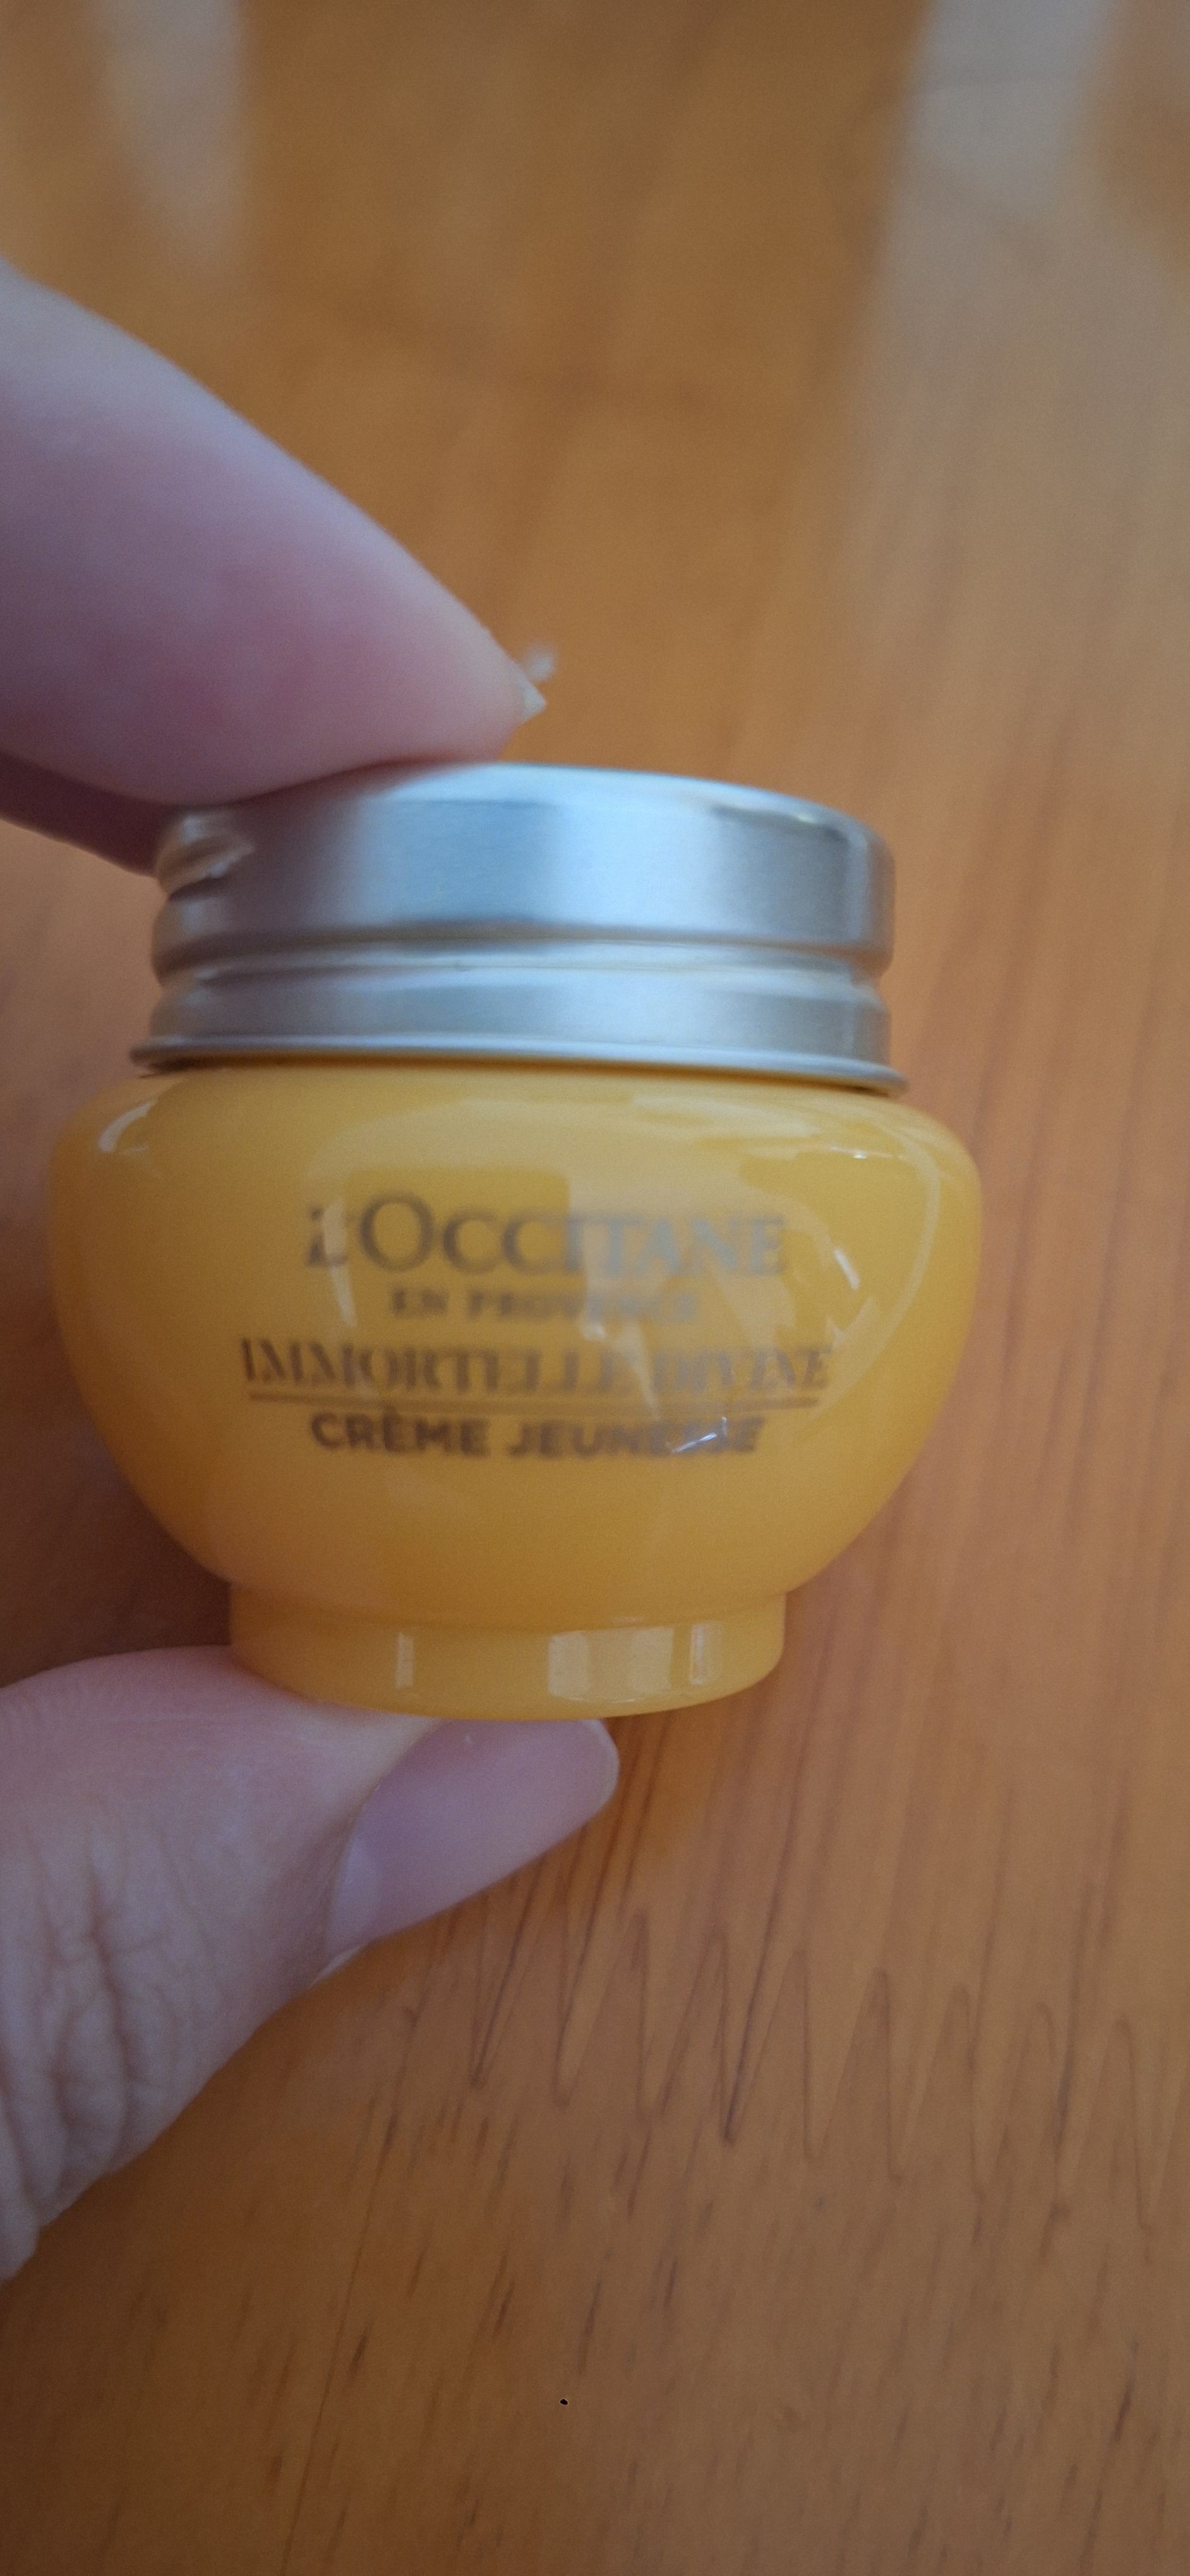 L'OCCITANE
EN PROVENCE
IMMORTELLE DIVINE
CRÈME JEUNESSE